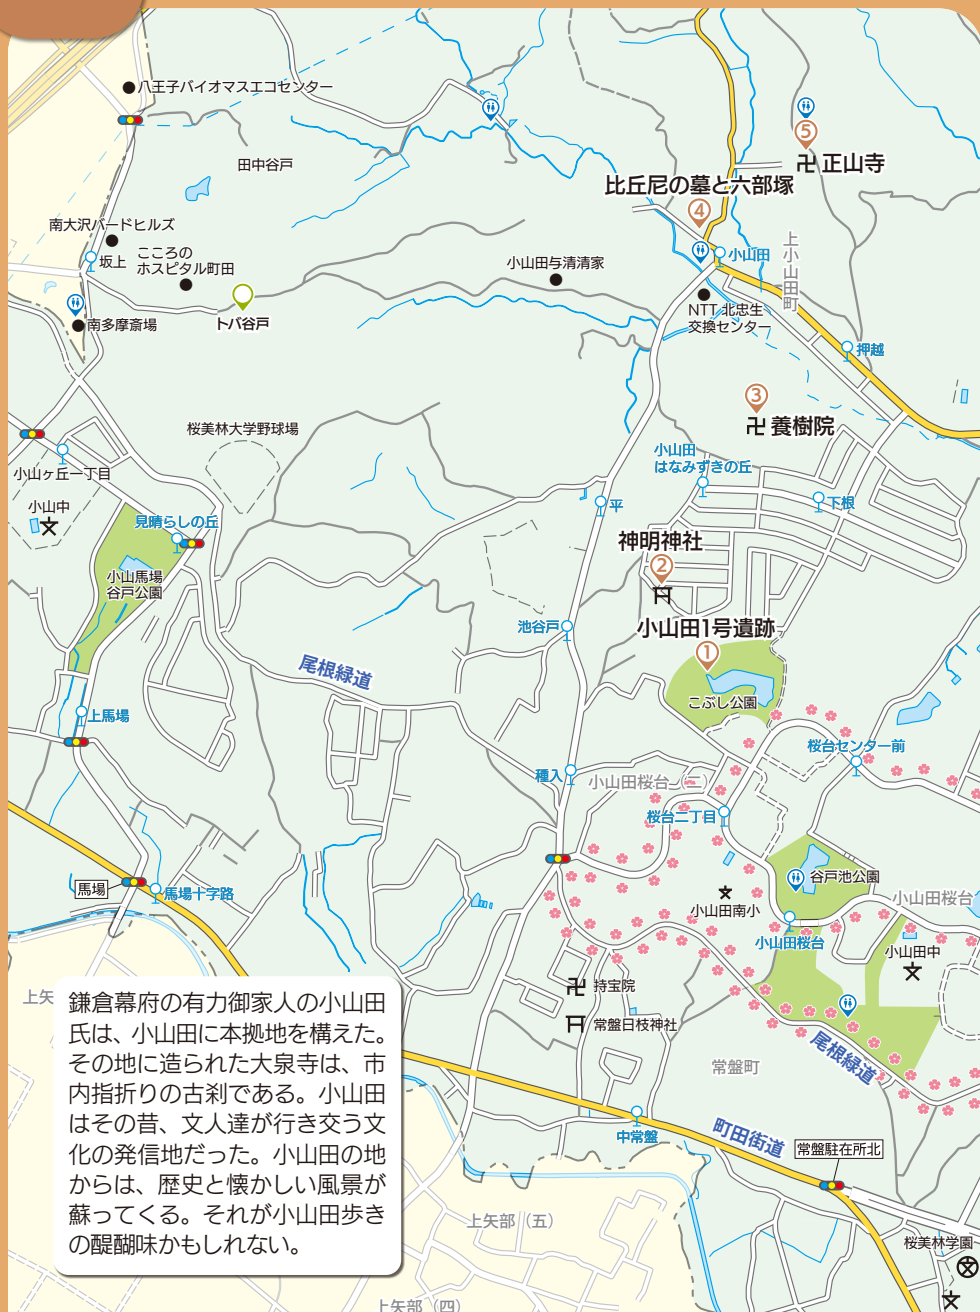 八王子バイオマスエコセンター
田中谷戸
⑤
卍 正山寺
比丘尼の墓と六部塚
④
南大沢バードヒルズ
坂上
こころの
ホスピタル町田
小山田与清清家
小山田
上小山田町
南多摩斎場
トバ谷戸
NTT 北忠生
交換センター
押越
③
卍 養樹院
桜美林大学野球場
小山ヶ丘一丁目
小山田
はなみずきの丘
小山中
平
下根
見晴らしの丘
神明神社
②
小山馬場
谷戸公園
池谷戸
小山田1号遺跡
①
尾根緑道
こぶし公園
上馬場
桜台センター前
種入
小山田桜台（二）
桜台二丁目
馬場
馬場十字路
谷戸池公園
小山田南小
小山田桜台
小山田桜台
小山田中
上矢
卍 持宝院
常盤日枝神社
尾根緑道
常盤町
鎌倉幕府の有力御家人の小山田
氏は、小山田に本拠地を構えた。
その地に造られた大泉寺は、市
内指折りの古刹である。小山田
はその昔、文人達が行き交う文
化の発信地だった。小山田の地
からは、歴史と懐かしい風景が
蘇ってくる。それが小山田歩き
の醍醐味かもしれない。
中常盤
町田街道
常盤駐在所北
上矢部（五）
桜美林学園
上矢部（四）